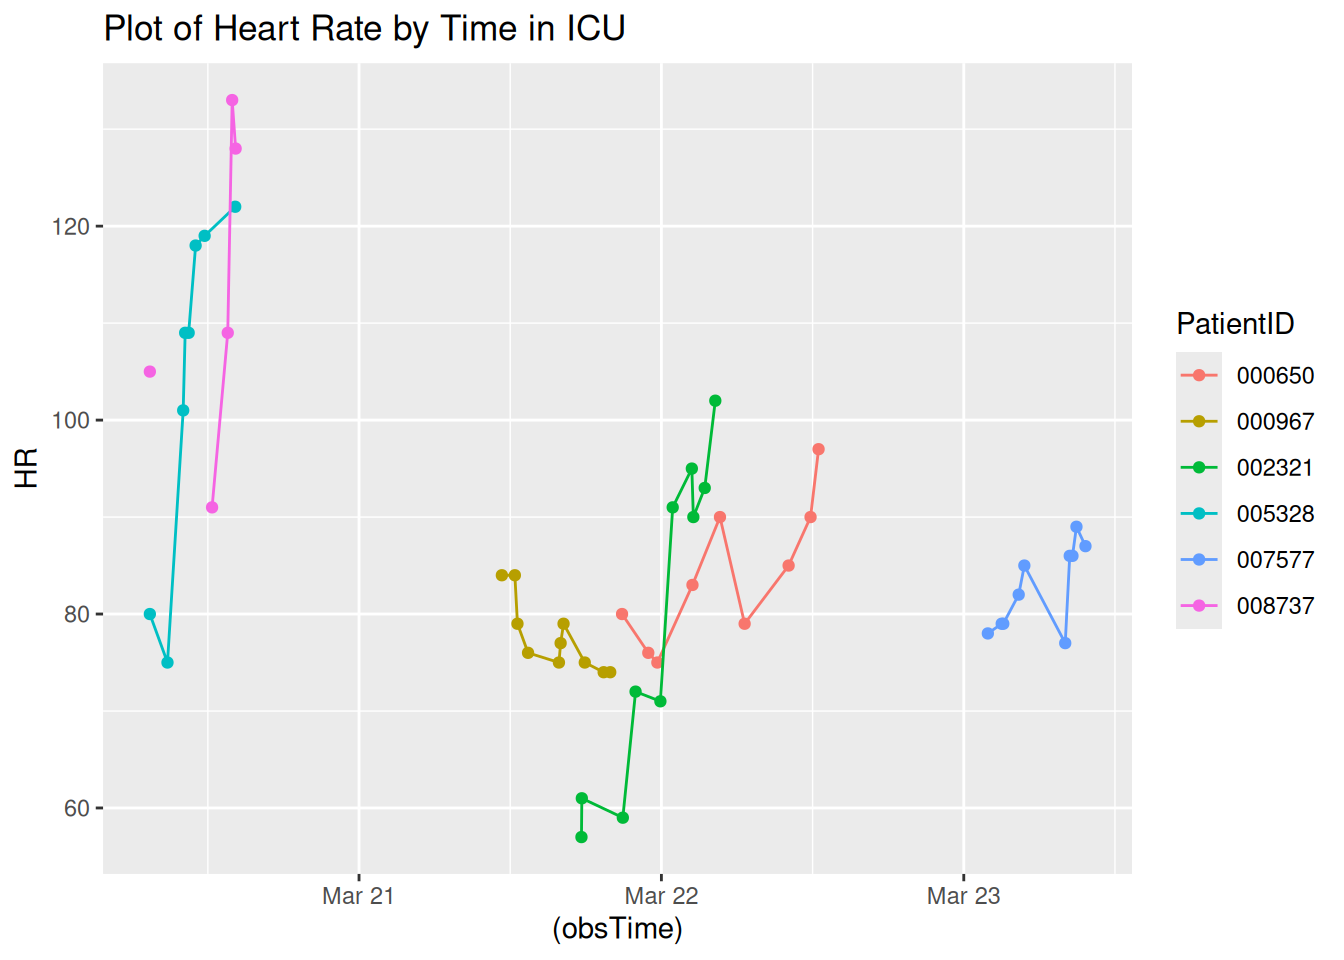 Plot of Heart Rate by Time in ICU
HR
120
100
80
60
Mar 21
Mar 22
Mar 23
(obsTime)
PatientID
000650
000967
002321
005328
007577
008737